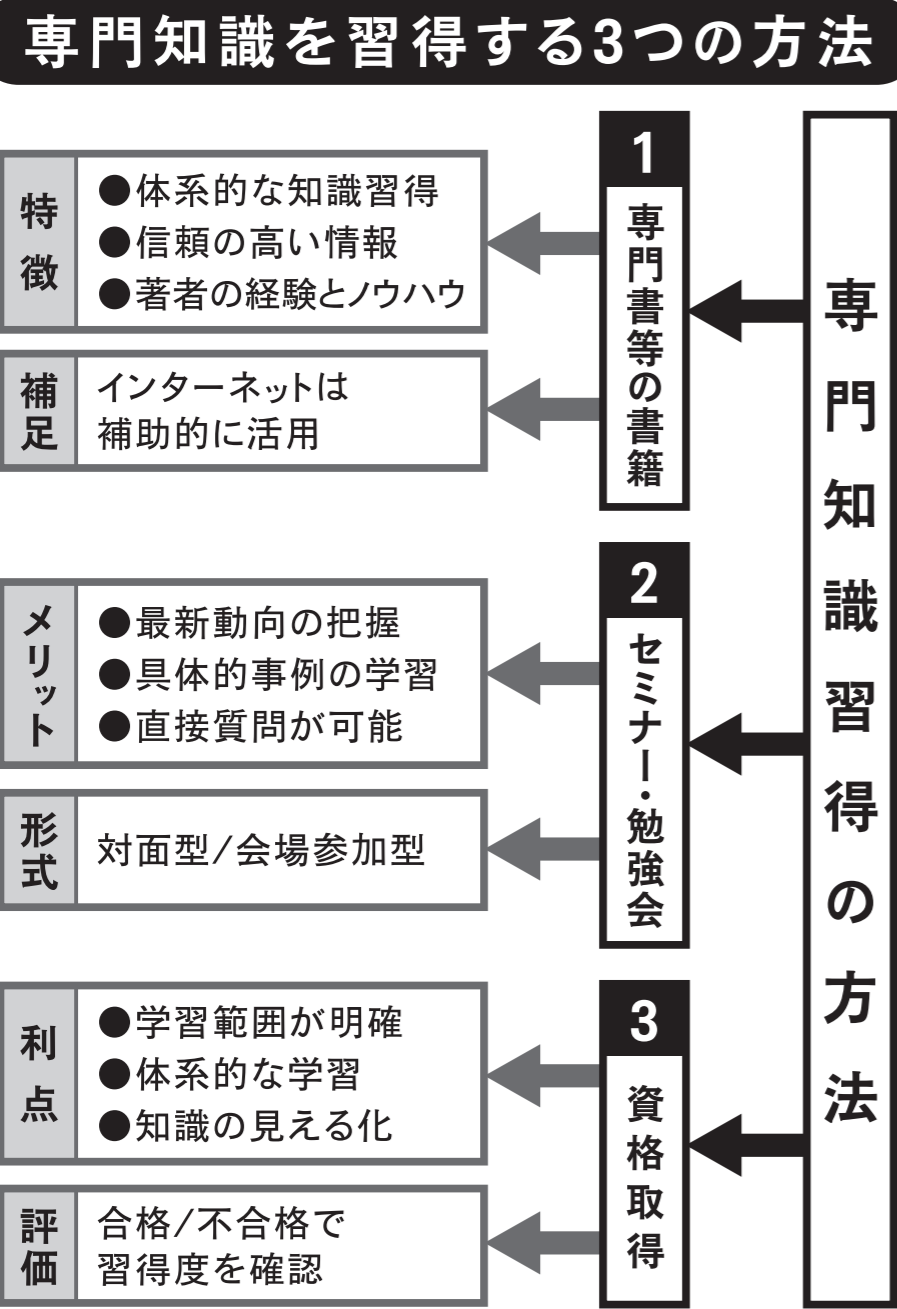 専門知識を習得する3つの方法
専門知識習得の方法
1
専門書等の書籍
特徴
●体系的な知識習得
●信頼の高い情報
●著者の経験とノウハウ
補足
インターネットは
補助的に活用
2
セミナー・勉強会
メリット
●最新動向の把握
●具体的事例の学習
●直接質問が可能
形式
対面型/会場参加型
3
資格取得
利点
●学習範囲が明確
●体系的な学習
●知識の見える化
評価
合格/不合格で
習得度を確認